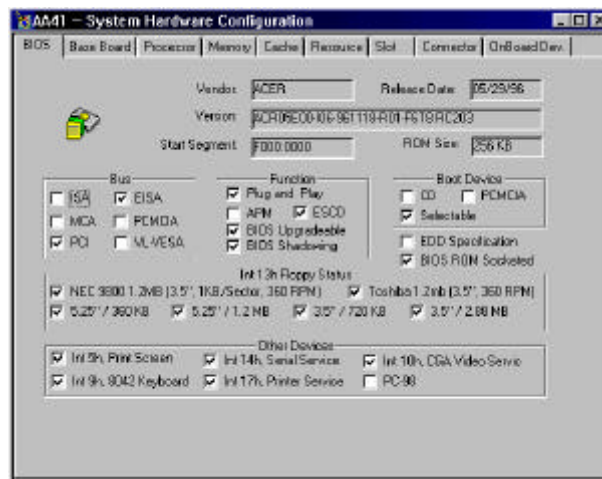 AA41 – System Hardware Configuration
BIOS Base Board Processor Memory Cache Resource Slot Connector OnBoard Dev.
Vendor: ACER Release Date: 05/29/96
Version:
Start Segment: F000:0000 ROM Size: 256 KB
Bus Function Boot Device
ISA EISA Plug and Play CD PCMCIA
MCA PCMCIA APM ESCD Selectable
PCI VL-VESA BIOS Upgradeable EDD Specification
BIOS Shadowing BIOS ROM Socketed
Int 13h Floppy Status
NEC 9800 1.2MB (3.5", 1KB/Sector, 360 RPM) Toshiba 1.2mb (3.5", 360 RPM)
5.25" / 360 KB 5.25" / 1.2 MB 3.5" / 720 KB 3.5" / 2.88 MB
Other Devices
Int 5h, Print Screen Int 14h, Serial Service Int 10h, CGA Video Servic
Int 9h, 8042 Keyboard Int 17h, Printer Service PC-98